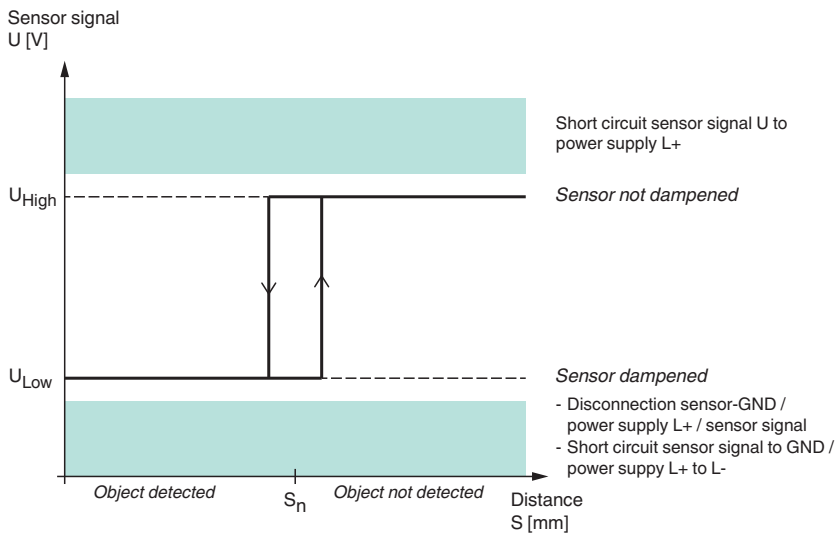 Sensor signal
U [V]
Short circuit sensor signal U to
power supply L+
UHigh
Sensor not dampened
ULow
Sensor dampened
- Disconnection sensor-GND /
power supply L+ / sensor signal
- Short circuit sensor signal to GND /
power suppy L+ to L-
Object detected
Sn
Object not detected
Distance
S [mm]